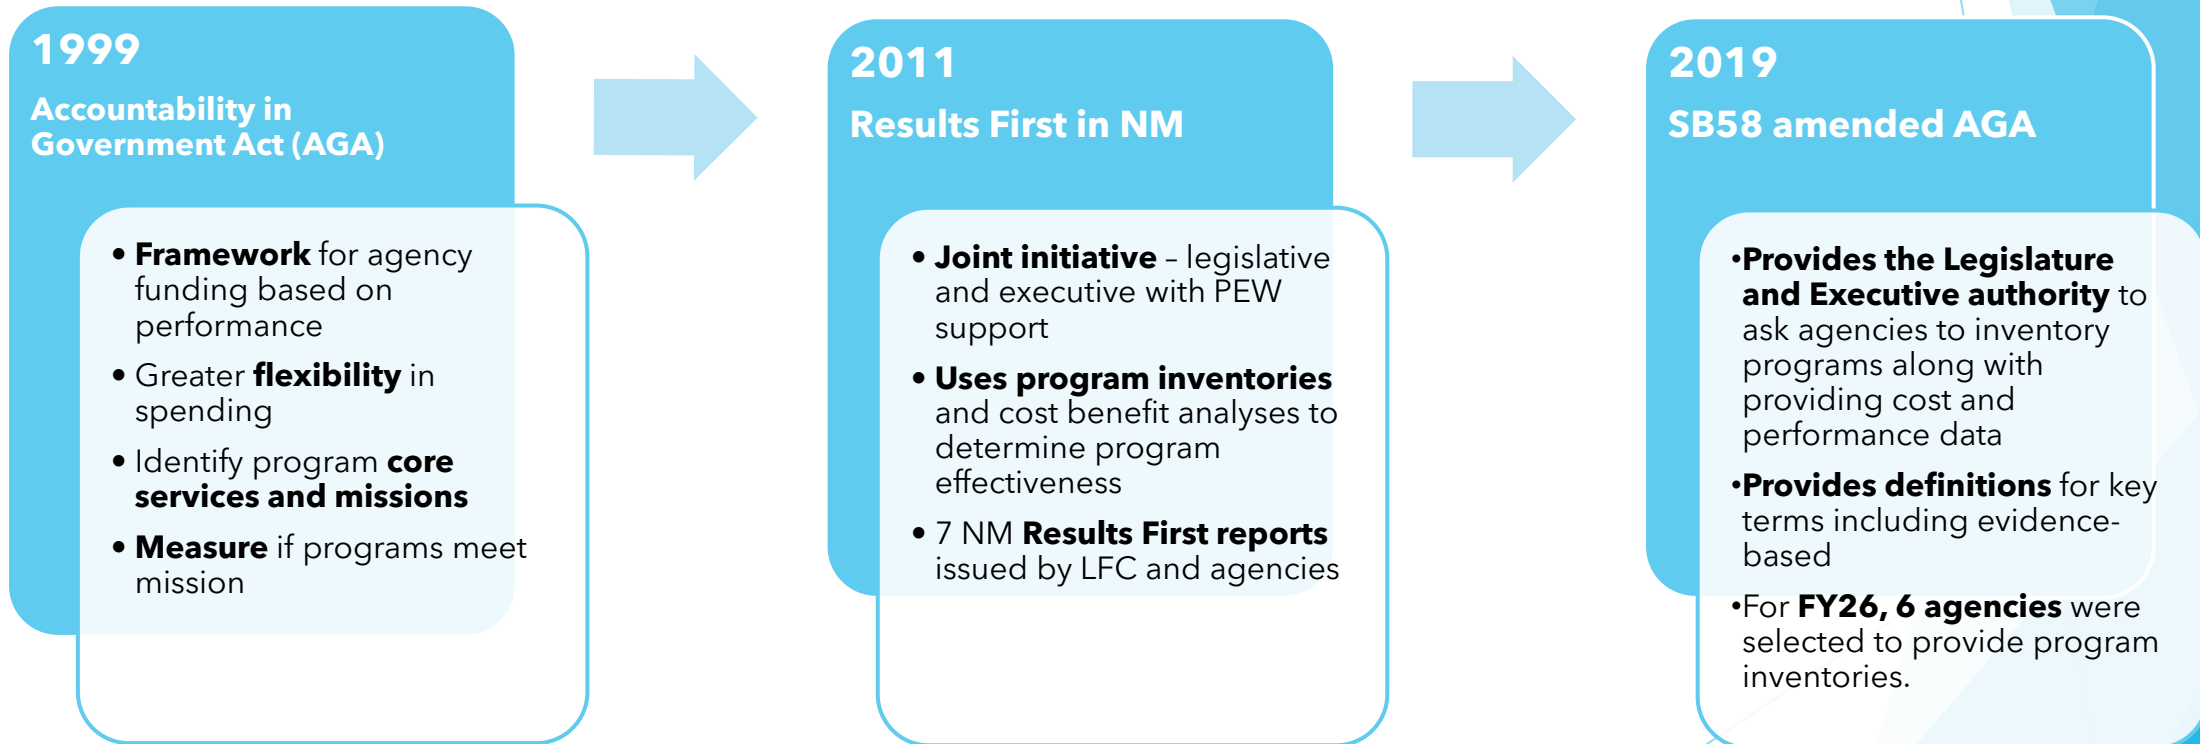 1999
Accountability in
Government Act (AGA)
• Framework for agency
funding based on
performance
• Greater flexibility in
spending
• Identify program core
services and missions
• Measure if programs meet
mission
2011
Results First in NM
• Joint initiative – legislative
and executive with PEW
support
• Uses program inventories
and cost benefit analyses to
determine program
effectiveness
• 7 NM Results First reports
issued by LFC and agencies
2019
SB58 amended AGA
•Provides the Legislature
and Executive authority to
ask agencies to inventory
programs along with
providing cost and
performance data
•Provides definitions for key
terms including evidence-
based
•For FY26, 6 agencies were
selected to provide program
inventories.